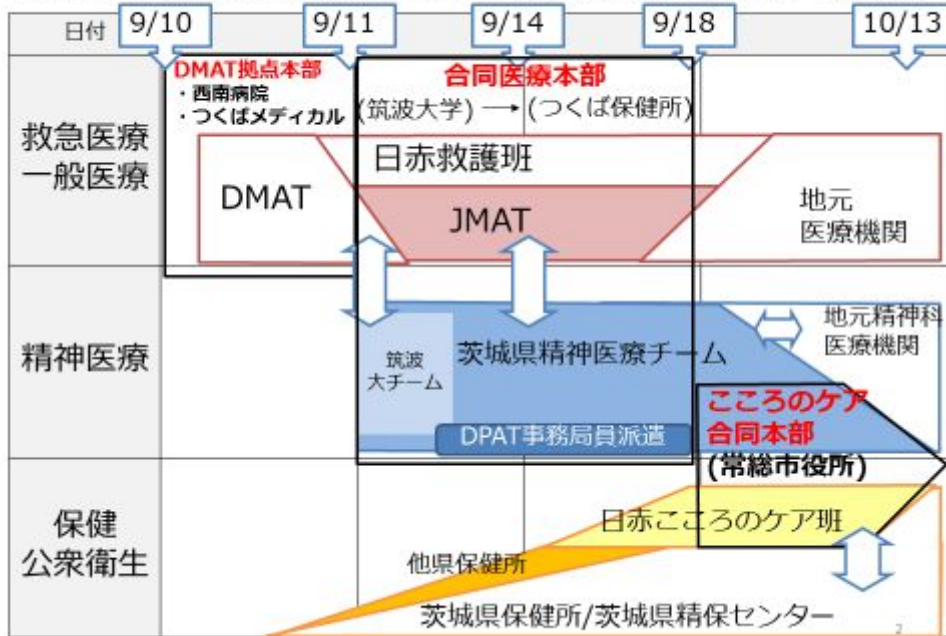 日付
9/10
9/11
9/14
9/18
10/13
救急医療
一般医療
DMAT拠点本部
・西南病院
・つくばメディカル
合同医療本部
(筑波大学) → (つくば保健所)
日赤救護班
DMAT
JMAT
地元
医療機関
精神医療
筑波
大チーム
茨城県精神医療チーム
地元精神科
医療機関
DPAT事務局員派遣
こころのケア
合同本部
(常総市役所)
保健
公衆衛生
日赤こころのケア班
他県保健所
茨城県保健所/茨城県精保センター
2